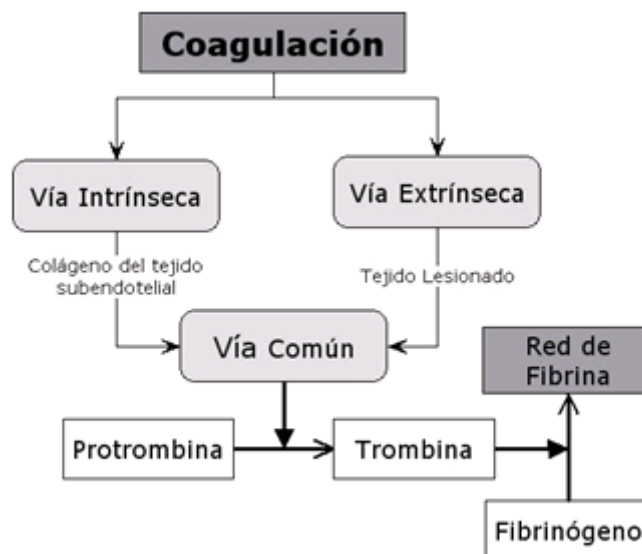 Coagulación
Vía Intrínseca
Vía Extrínseca
Colágeno del tejido
subendotelial
Tejido Lesionado
Vía Común
Red de
Fibrina
Protrombina
Trombina
Fibrinógeno